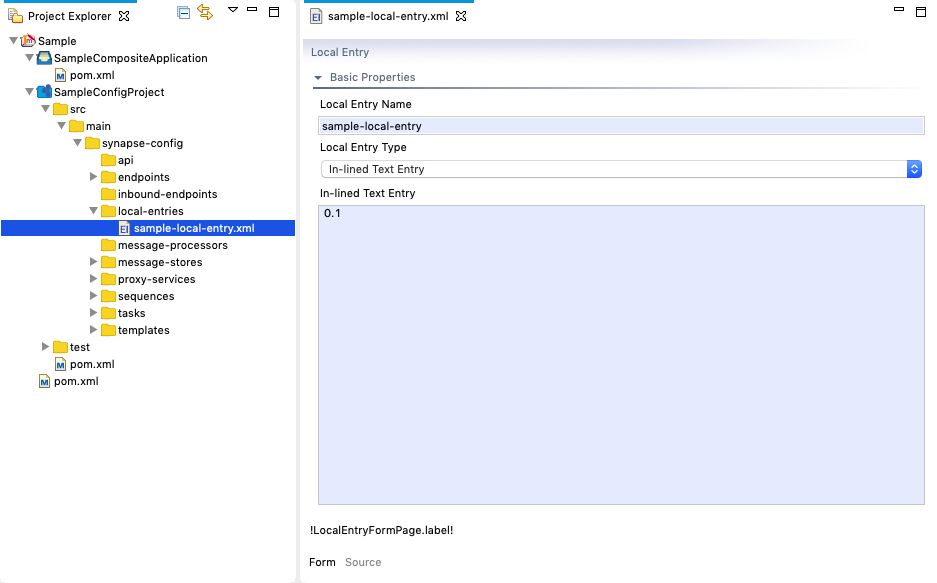 Project Explorer
Sample
SampleCompositeApplication
pom.xml
SampleConfigProject
src
main
synapse-config
api
endpoints
inbound-endpoints
local-entries
sample-local-entry.xml
message-processors
message-stores
proxy-services
sequences
tasks
templates
test
pom.xml
pom.xml
sample-local-entry.xml
Local Entry
Basic Properties
Local Entry Name
sample-local-entry
Local Entry Type
In-lined Text Entry
In-lined Text Entry
0.1
!LocalEntryFormPage.label!
Form Source